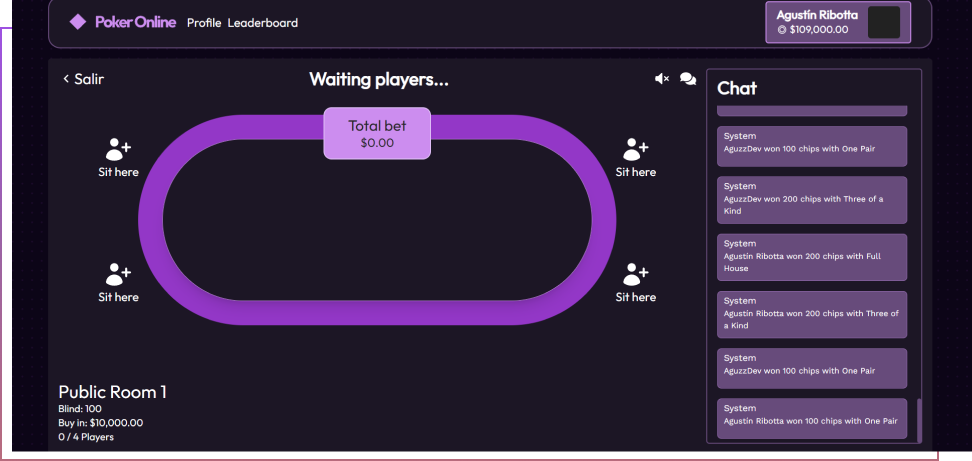 Poker Online Profile Leaderboard
Agustín Ribotta
$109,000.00
Salir
Waiting players...
Total bet
$0.00
Sit here
Sit here
Sit here
Sit here
Public Room 1
Blind: 100
Buy in: $10,000.00
0 / 4 Players
Chat
System
AguzzDev won 100 chips with One Pair
System
AguzzDev won 200 chips with Three of a
Kind
System
Agustín Ribotta won 200 chips with Full
House
System
Agustín Ribotta won 200 chips with Three of
a Kind
System
AguzzDev won 100 chips with One Pair
System
Agustín Ribotta won 100 chips with One Pair